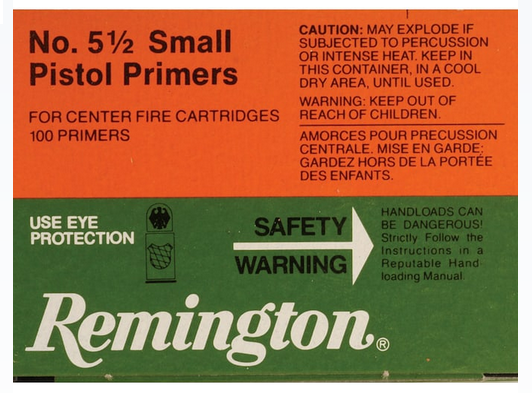 No. 5½ Small
Pistol Primers
FOR CENTER FIRE CARTRIDGES
100 PRIMERS
CAUTION: MAY EXPLODE IF
SUBJECTED TO PERCUSSION
OR INTENSE HEAT. KEEP IN
THIS CONTAINER, IN A COOL
DRY AREA, UNTIL USED.
WARNING: KEEP OUT OF
REACH OF CHILDREN.
AMORCES POUR PRECUSSION
CENTRALE. MISE EN GARDE:
GARDEZ HORS DE LA PORTÉE
DES ENFANTS.
USE EYE
PROTECTION
SAFETY
WARNING
HANDLOADS CAN
BE DANGEROUS!
Strictly Follow the
Instructions in a
Reputable Hand-
loading Manual
Remington®